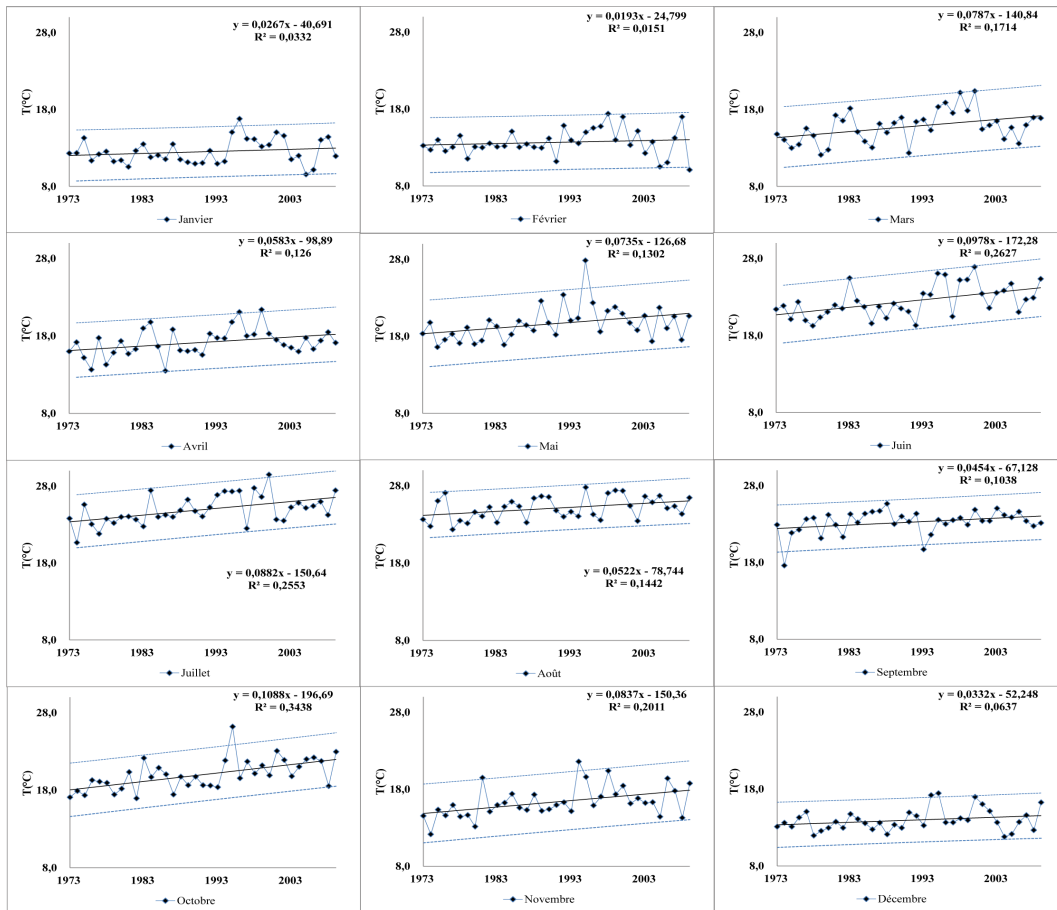 y = 0,0267x - 40,691
R² = 0,0332
28,0
18,0
8,0
T(°C)
1973
1983
1993
2003
Janvier
y = 0,0193x - 24,799
R² = 0,0151
28,0
18,0
8,0
T(°C)
1973
1983
1993
2003
Février
y = 0,0787x - 140,84
R² = 0,1714
28,0
18,0
8,0
T(°C)
1973
1983
1993
2003
Mars
y = 0,0583x - 98,89
R² = 0,126
28,0
18,0
8,0
T(°C)
1973
1983
1993
2003
Avril
y = 0,0735x - 126,68
R² = 0,1302
28,0
18,0
8,0
T(°C)
1973
1983
1993
2003
Mai
y = 0,0978x - 172,28
R² = 0,2627
28,0
18,0
8,0
T(°C)
1973
1983
1993
2003
Juin
28,0
18,0
8,0
T(°C)
y = 0,0882x - 150,64
R² = 0,2553
1973
1983
1993
2003
Juillet
28,0
18,0
8,0
T(°C)
y = 0,0522x - 78,744
R² = 0,1442
1973
1983
1993
2003
Août
y = 0,0454x - 67,128
R² = 0,1038
28,0
18,0
8,0
T(°C)
1973
1983
1993
2003
Septembre
y = 0,1088x - 196,69
R² = 0,3438
28,0
18,0
8,0
T(°C)
1973
1983
1993
2003
Octobre
y = 0,0837x - 150,36
R² = 0,2011
28,0
18,0
8,0
T(°C)
1973
1983
1993
2003
Novembre
y = 0,0332x - 52,248
R² = 0,0637
28,0
18,0
8,0
T(°C)
1973
1983
1993
2003
Décembre